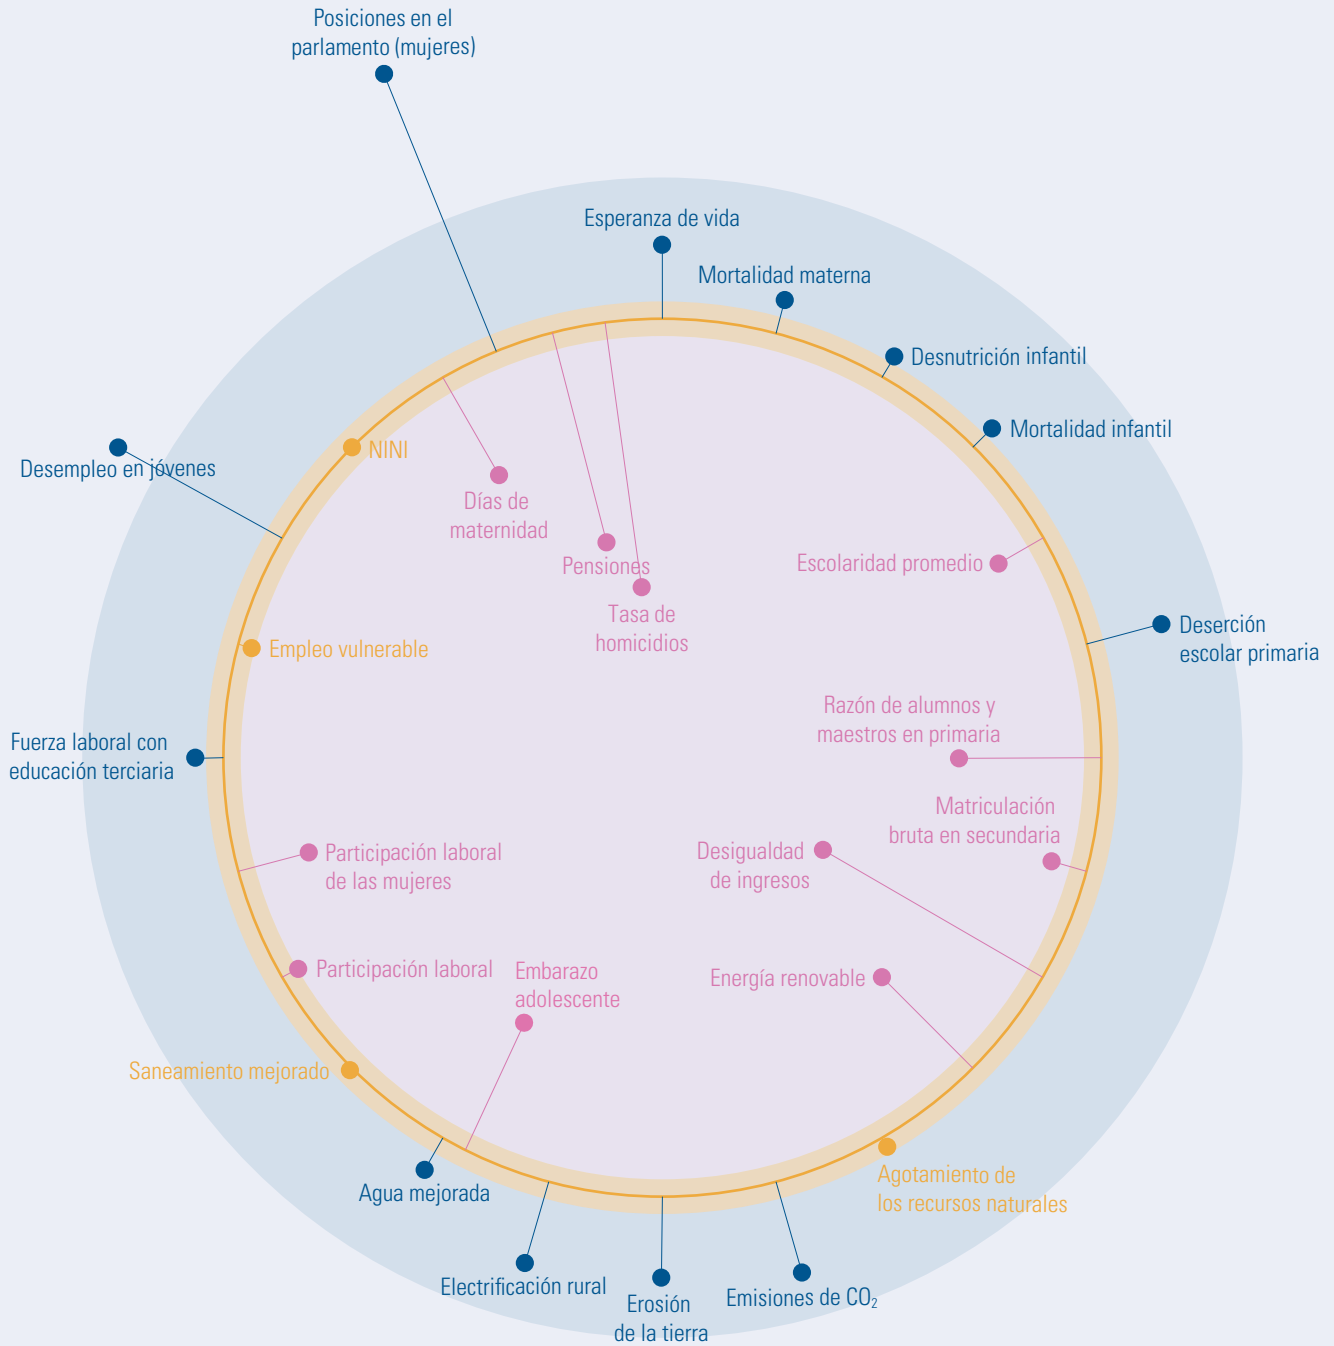 Posiciones en el
parlamento (mujeres)
Esperanza de vida
Mortalidad materna
Desnutrición infantil
Mortalidad infantil
Desempleo en jóvenes
NINI
Días de
maternidad
Pensiones
Tasa de
homicidios
Escolaridad promedio
Deserción
escolar primaria
Empleo vulnerable
Razón de alumnos y
maestros en primaria
Fuerza laboral con
educación terciaria
Matriculación
bruta en secundaria
Participación laboral
de las mujeres
Desigualdad
de ingresos
Participación laboral
Embarazo
adolescente
Energía renovable
Saneamiento mejorado
Agotamiento de
los recursos naturales
Agua mejorada
Electrificación rural
Erosión
de la tierra
Emisiones de CO₂